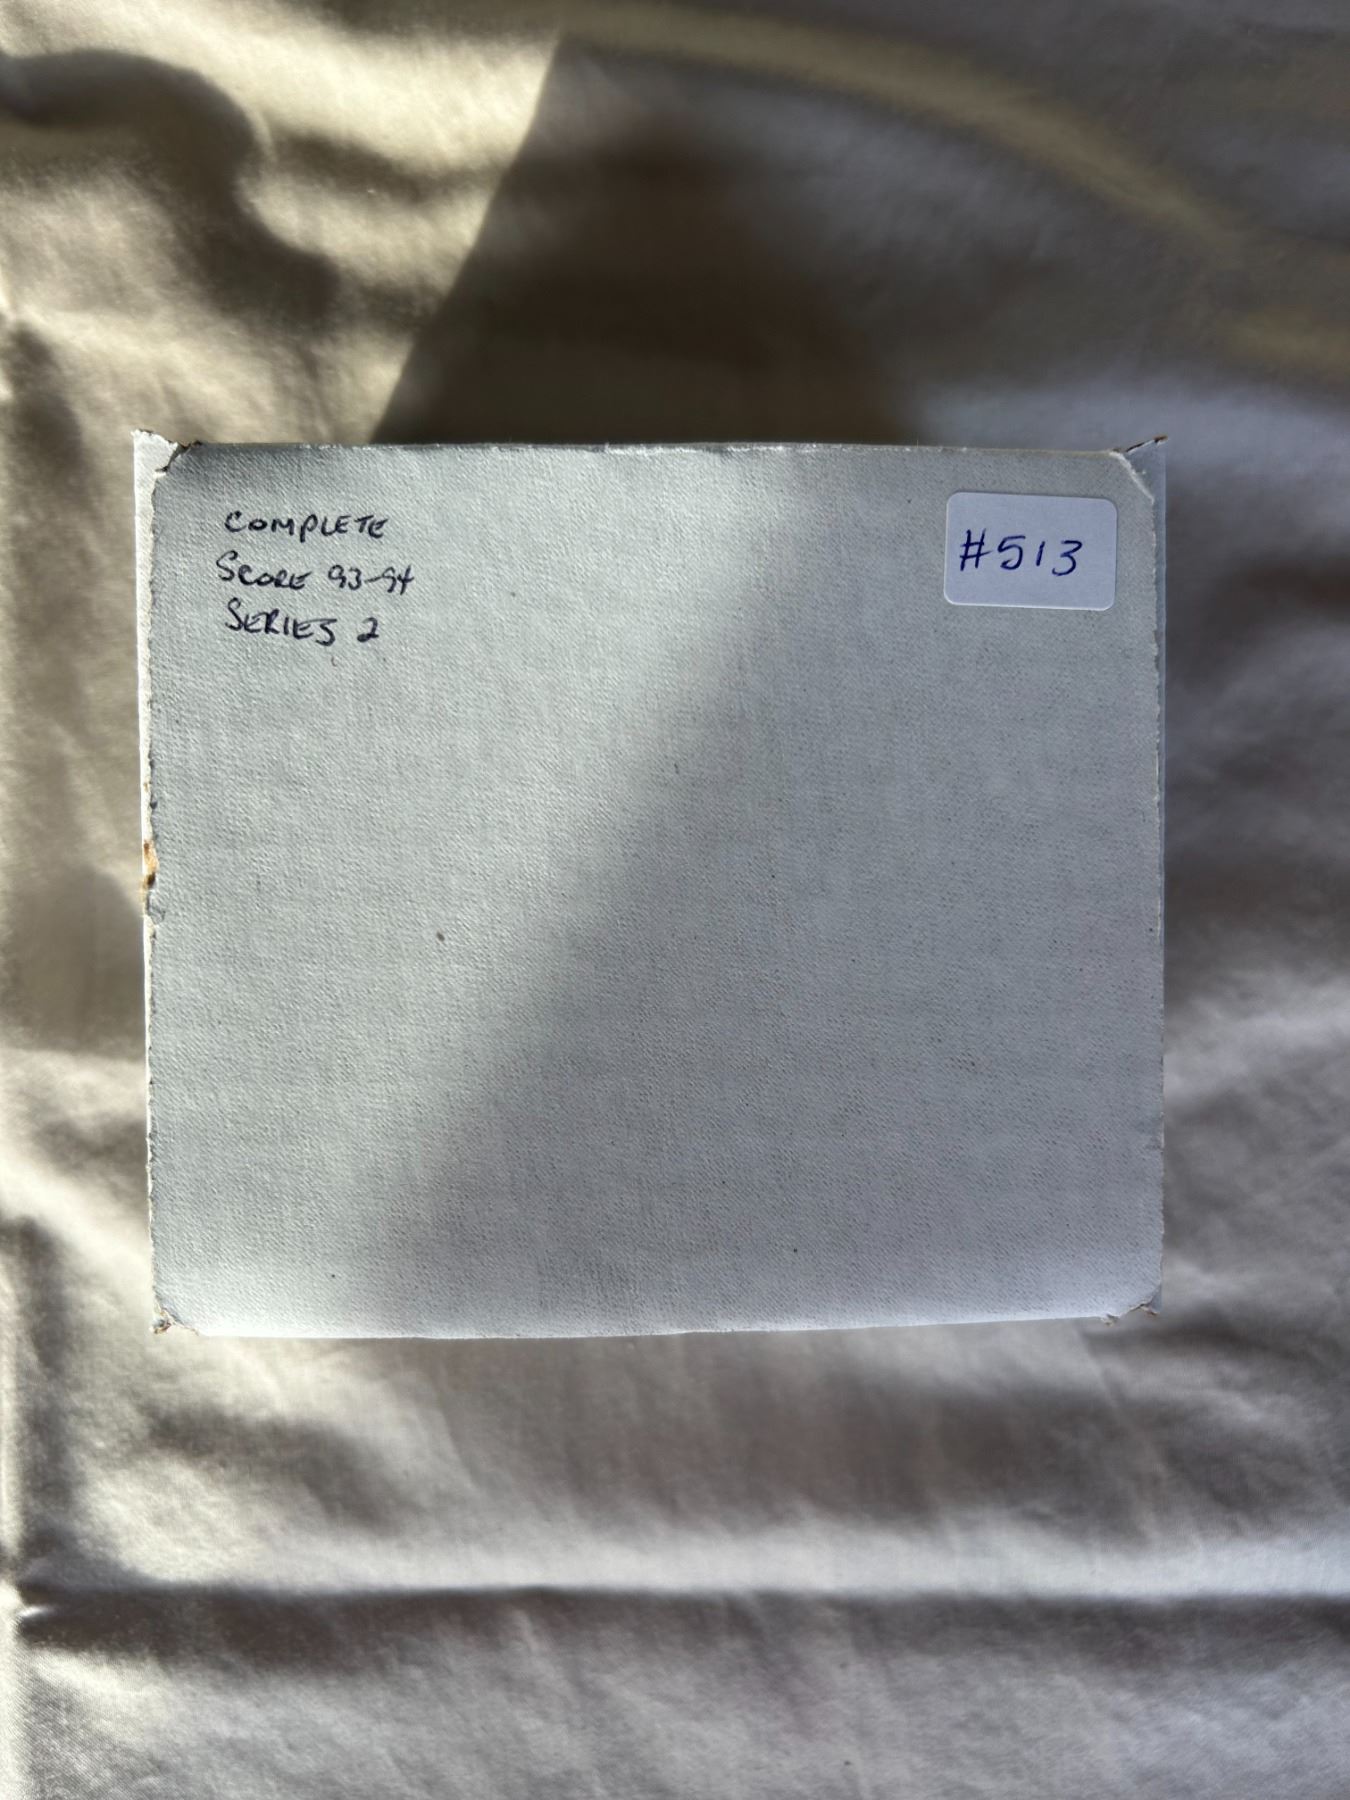 COMPLETE
SCORE 93-94
SERIES 2
#513